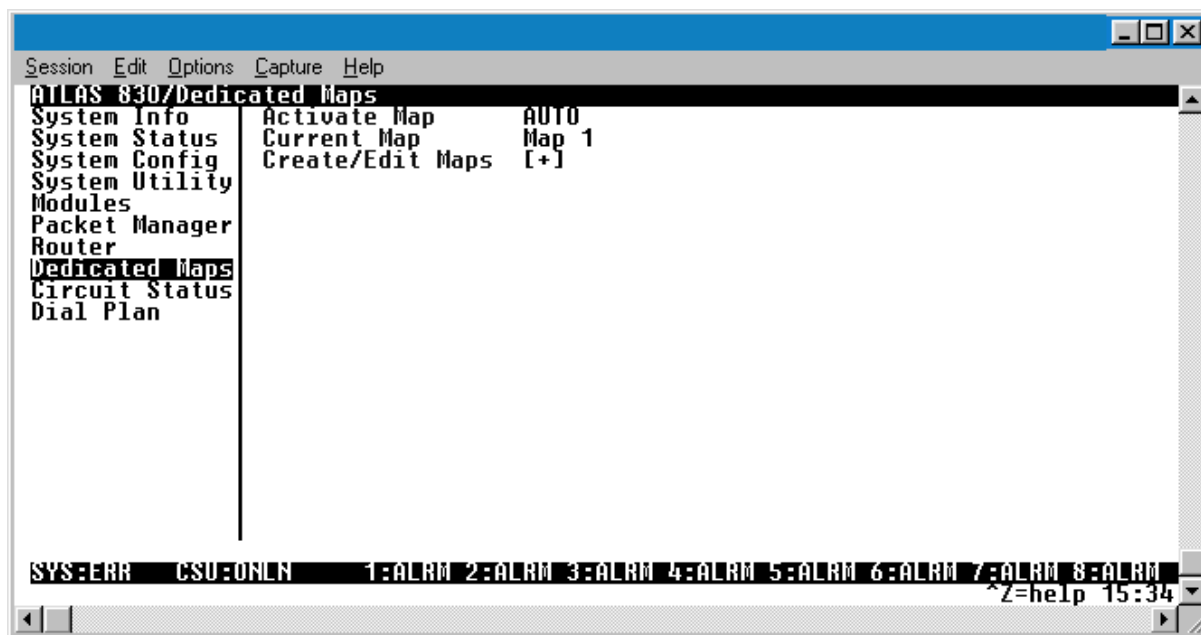 Session Edit Options Capture Help
ATLAS 830/Dedicated Maps
System Info Activate Map AUTO
System Status Current Map Map 1
System Config Create/Edit Maps [+]
System Utility
Modules
Packet Manager
Router
Dedicated Maps
Circuit Status
Dial Plan
SYS:ERR CSU:ONLN 1:ALRM 2:ALRM 3:ALRM 4:ALRM 5:ALRM 6:ALRM 7:ALRM 8:ALRM
^Z=help 15:34